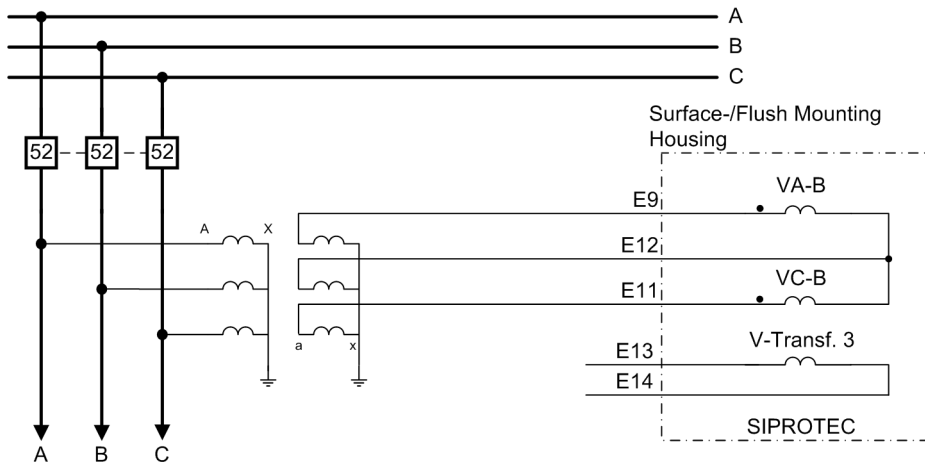 A
B
C
Surface-/Flush Mounting
Housing
52 52 52
VA-B
E9
A X
E12
VC-B
E11
a x
V-Transf. 3
E13
E14
SIPROTEC
A B C